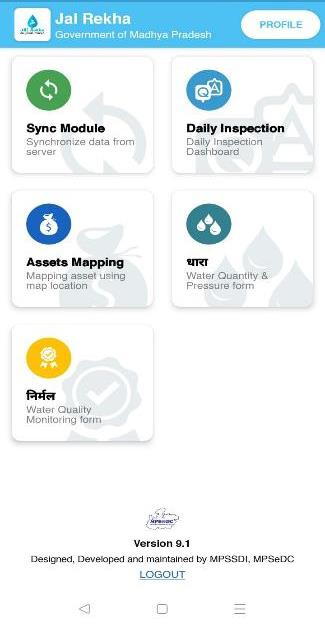 Jal Rekha
Government of Madhya Pradesh
PROFILE
Sync Module
Synchronize data from
server
Daily Inspection
Daily Inspection
Dashboard
Assets Mapping
Mapping asset using
map location
धारा
Water Quantity &
Pressure form
निर्मल
Water Quality
Monitoring form
MPSeDC
Version 9.1
Designed, Developed and maintained by MPSSDI, MPSeDC
LOGOUT